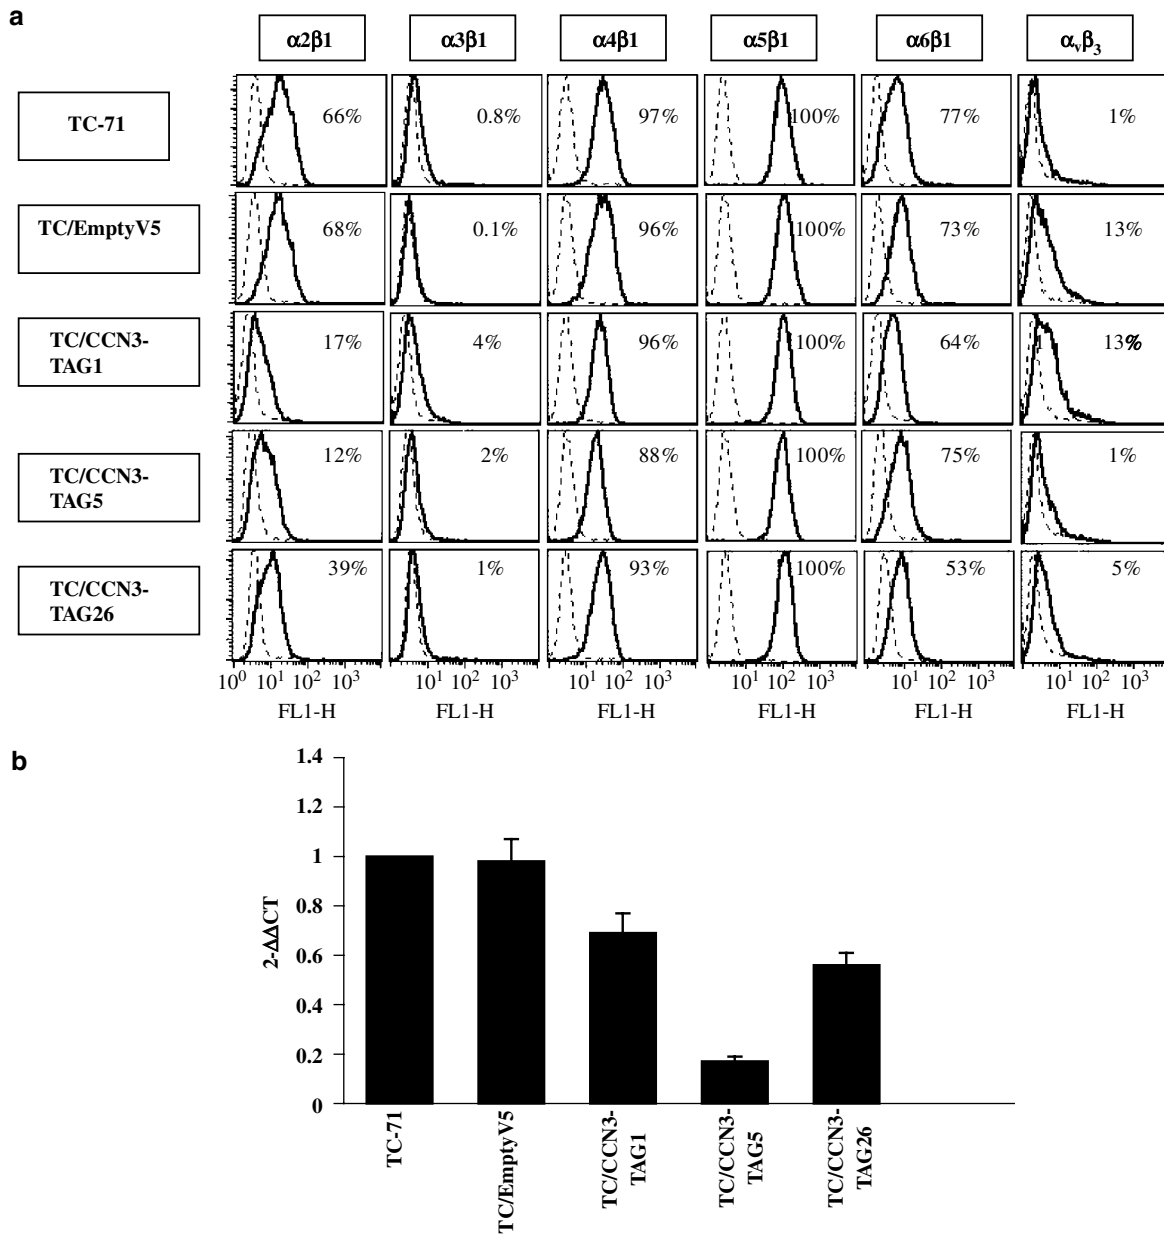 a
α2β1 α3β1 α4β1 α5β1 α6β1 αvβ3
TC-71
66% 0.8% 97% 100% 77% 1%
TC/EmptyV5
68% 0.1% 96% 100% 73% 13%
TC/CCN3-
TAG1
17% 4% 96% 100% 64% 13%
TC/CCN3-
TAG5
12% 2% 88% 100% 75% 1%
TC/CCN3-
TAG26
39% 1% 93% 100% 53% 5%
10⁰ 10¹ 10² 10³ 10¹ 10² 10³ 10¹ 10² 10³ 10¹ 10² 10³ 10¹ 10² 10³ 10¹ 10² 10³
FL1-H FL1-H FL1-H FL1-H FL1-H FL1-H
b
1.4
1.2
1
0.8
0.6
0.4
0.2
0
2-ΔΔCT
TC-71
TC/EmptyV5
TC/CCN3-
TAG1
TC/CCN3-
TAG5
TC/CCN3-
TAG26